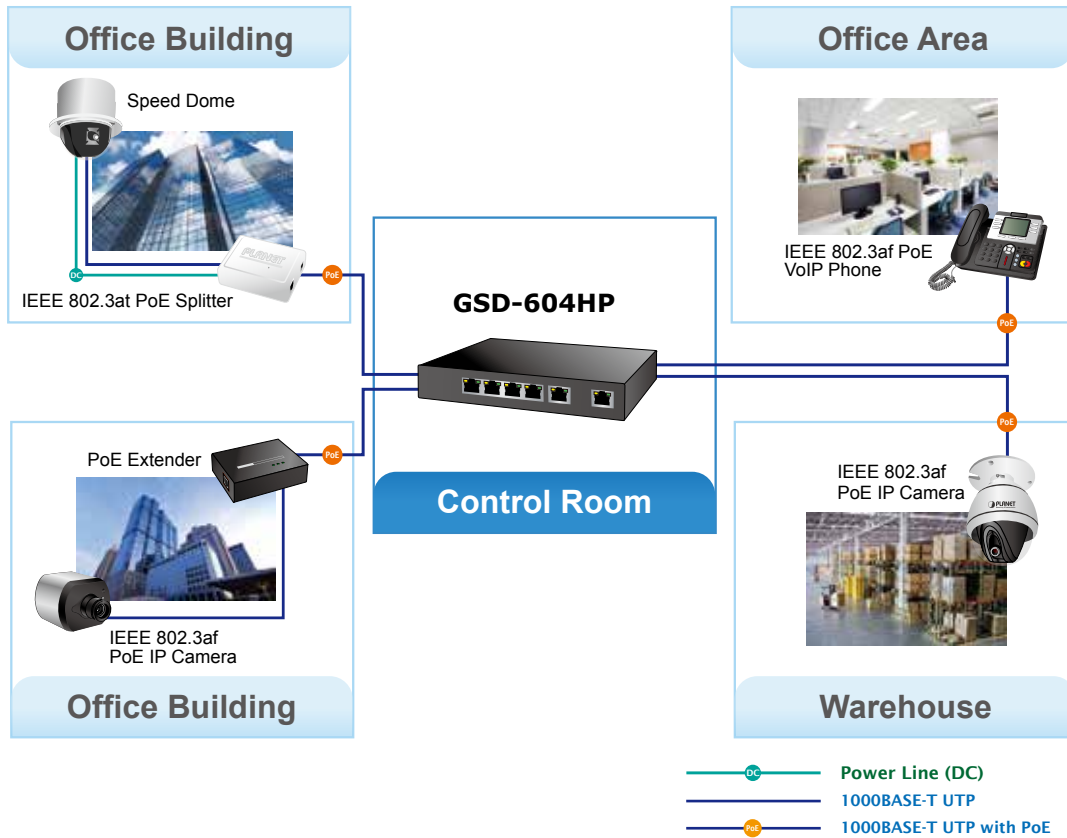 Office Building
Speed Dome
PLANET
DC
PoE
IEEE 802.3at PoE Splitter
Office Area
IEEE 802.3af PoE
VoIP Phone
PoE
GSD-604HP
Control Room
PoE Extender
PoE
IEEE 802.3af
PoE IP Camera
Office Building
PoE
IEEE 802.3af
PoE IP Camera
PLANET
Warehouse
DC
Power Line (DC)
1000BASE-T UTP
PoE
1000BASE-T UTP with PoE